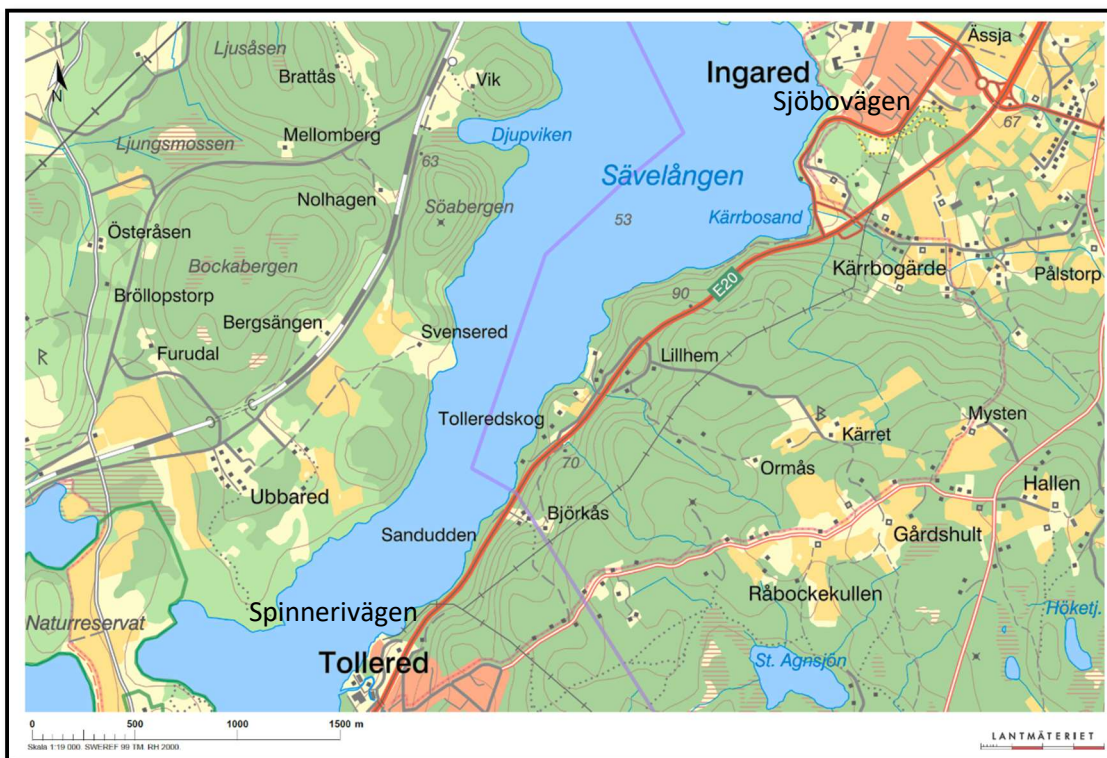 Ljusåsen
Brattås
Vik
Ingared
Ässja
Sjöbovägen
67
Ljungsmossen
Mellomberg
Djupviken
63
Nolhagen
Söabergen
Sävelången
53
Kärrbosand
Österåsen
Bockabergen
Kärrbogärde
Pålstorp
Bröllopstorp
E20
90
Bergsängen
Svensered
Furudal
Lillhem
R
Tolleredskog
R
Mysten
Kärret
70
Ormås
Ubbared
Hallen
Björkås
Sandudden
Gårdshult
Råbockekullen
Spinnerivägen
Naturreservat
Höketj.
Tollered
St. Agnsjön
N
0 500 1000 1500 m
Skala 1:19 000, SWEREF 99 TM, RH 2000.
LANTMÄTERIET